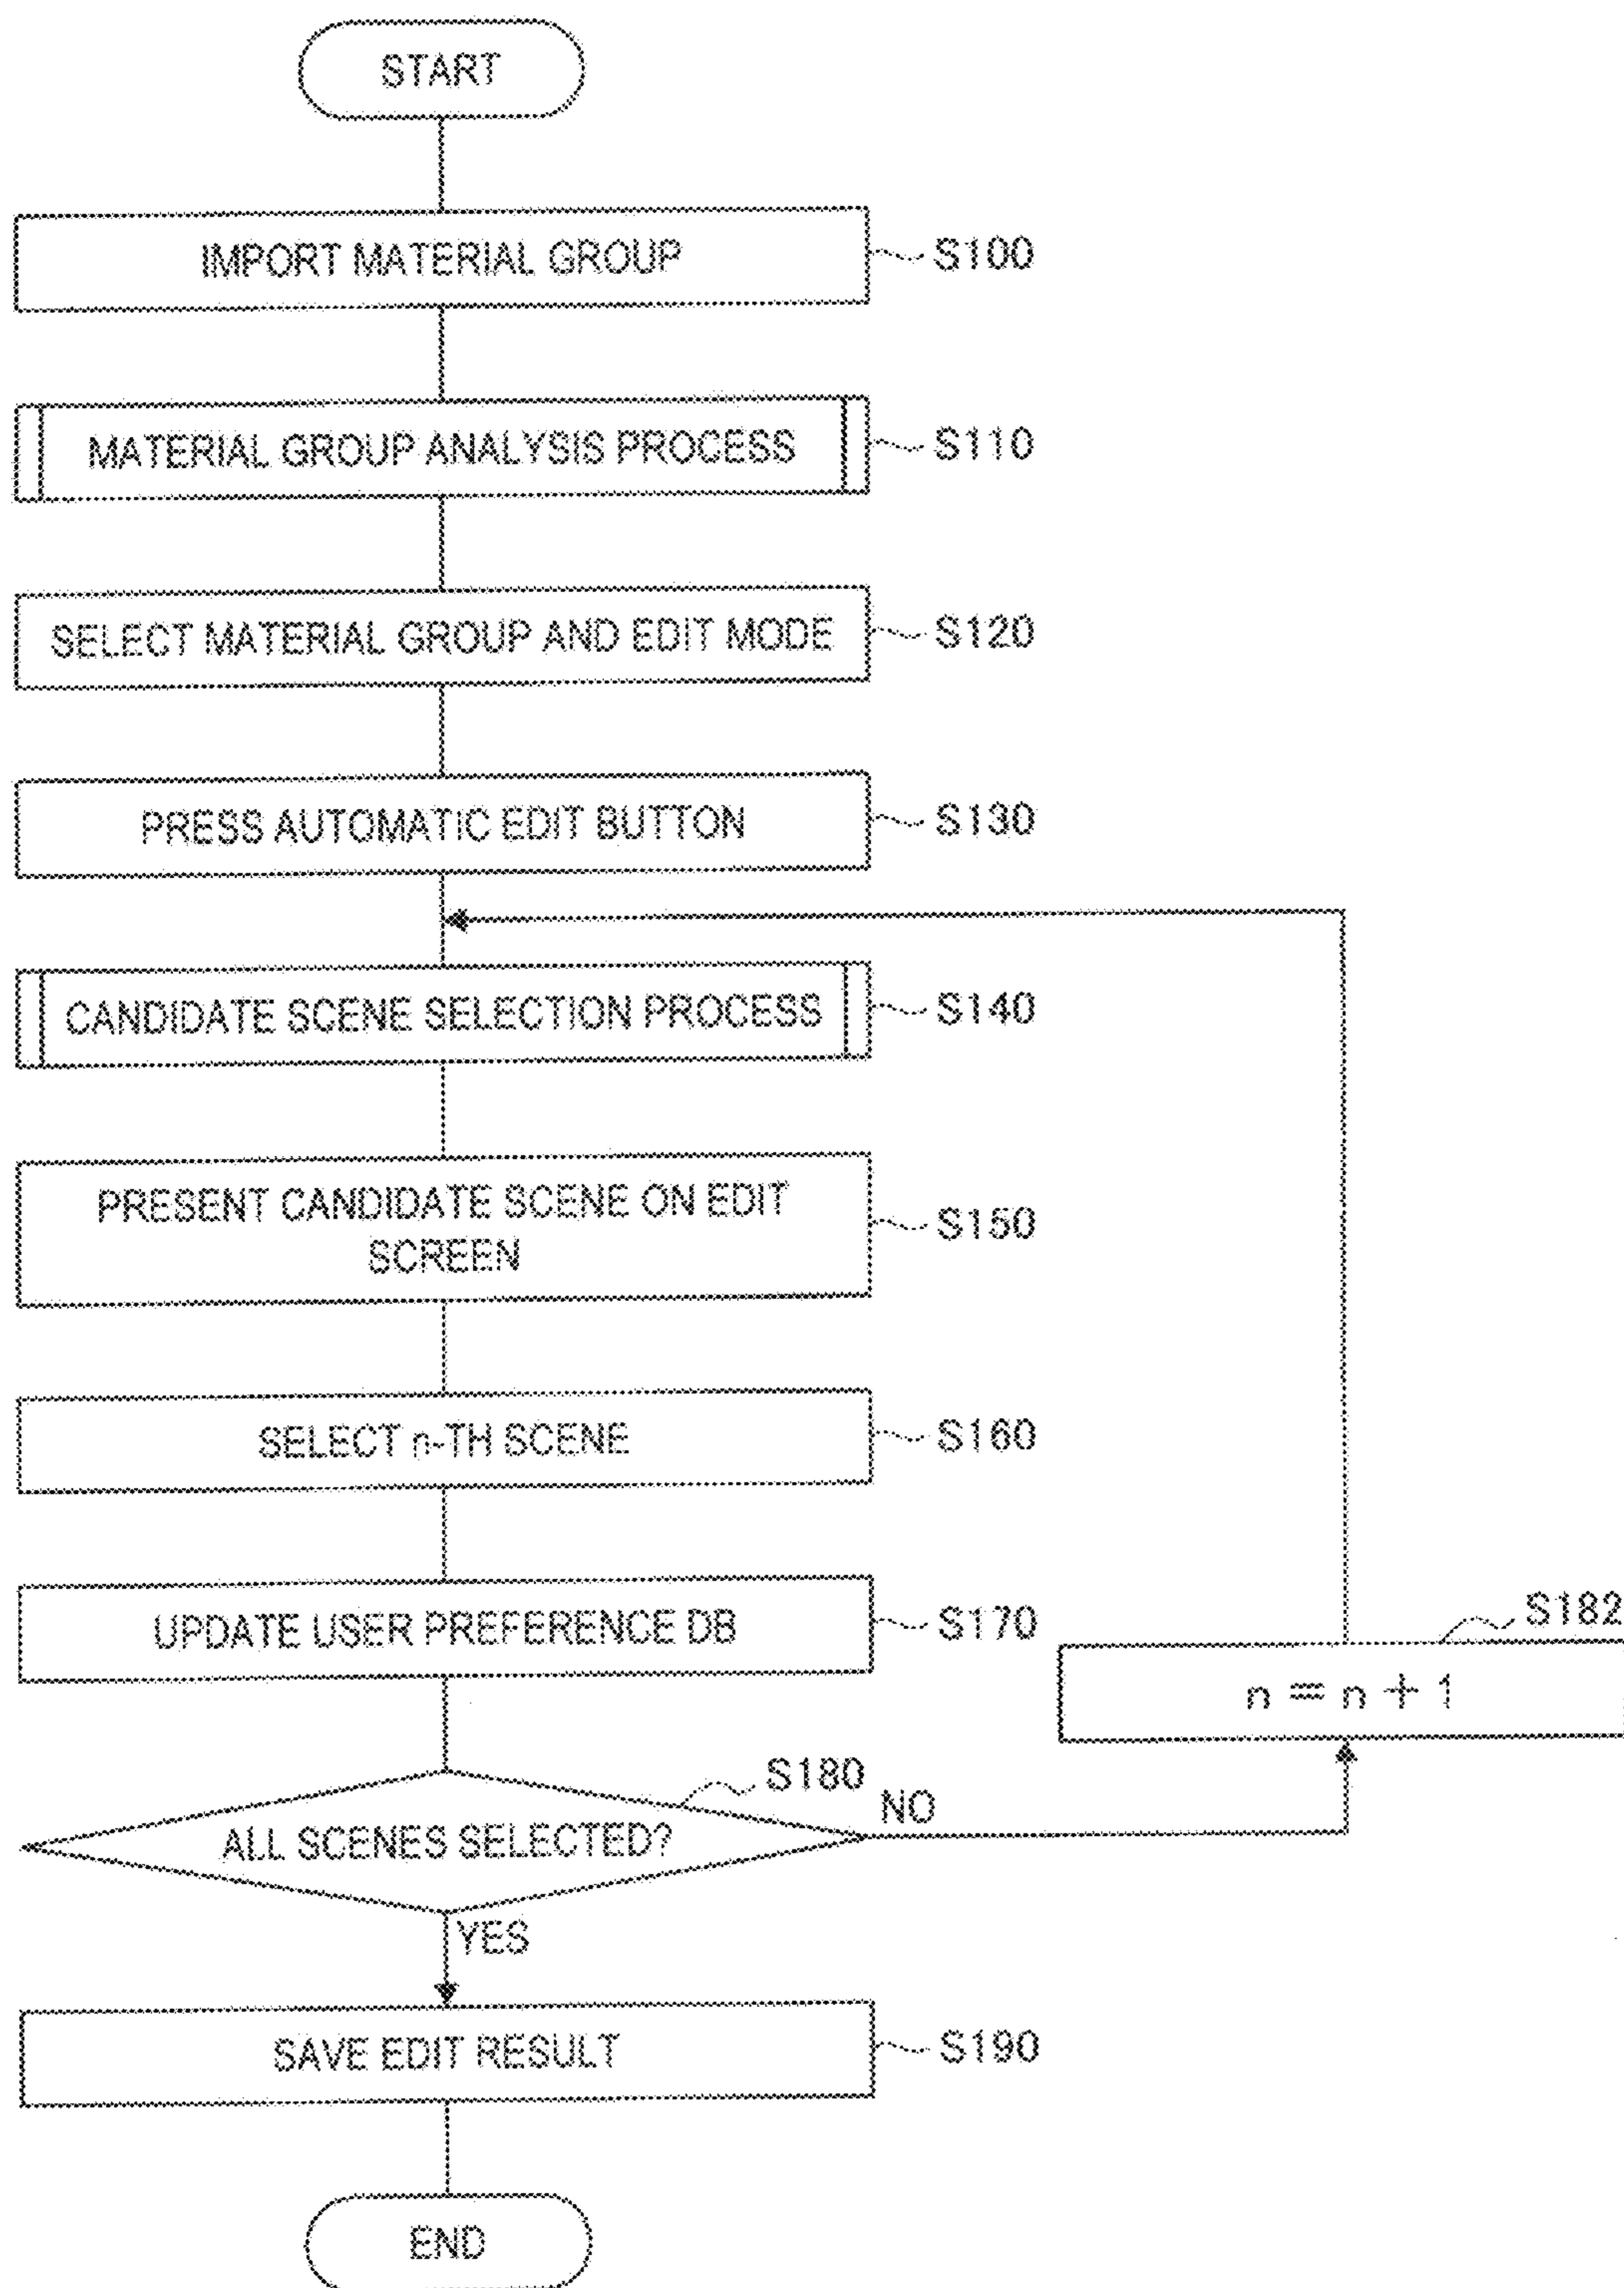 START
IMPORT MATERIAL GROUP
S100
MATERIAL GROUP ANALYSIS PROCESS
S110
SELECT MATERIAL GROUP AND EDIT MODE
S120
PRESS AUTOMATIC EDIT BUTTON
S130
CANDIDATE SCENE SELECTION PROCESS
S140
PRESENT CANDIDATE SCENE ON EDIT
SCREEN
S150
SELECT n-TH SCENE
S160
UPDATE USER PREFERENCE DB
S170
S182
n = n + 1
S180
NO
ALL SCENES SELECTED?
YES
SAVE EDIT RESULT
S190
END